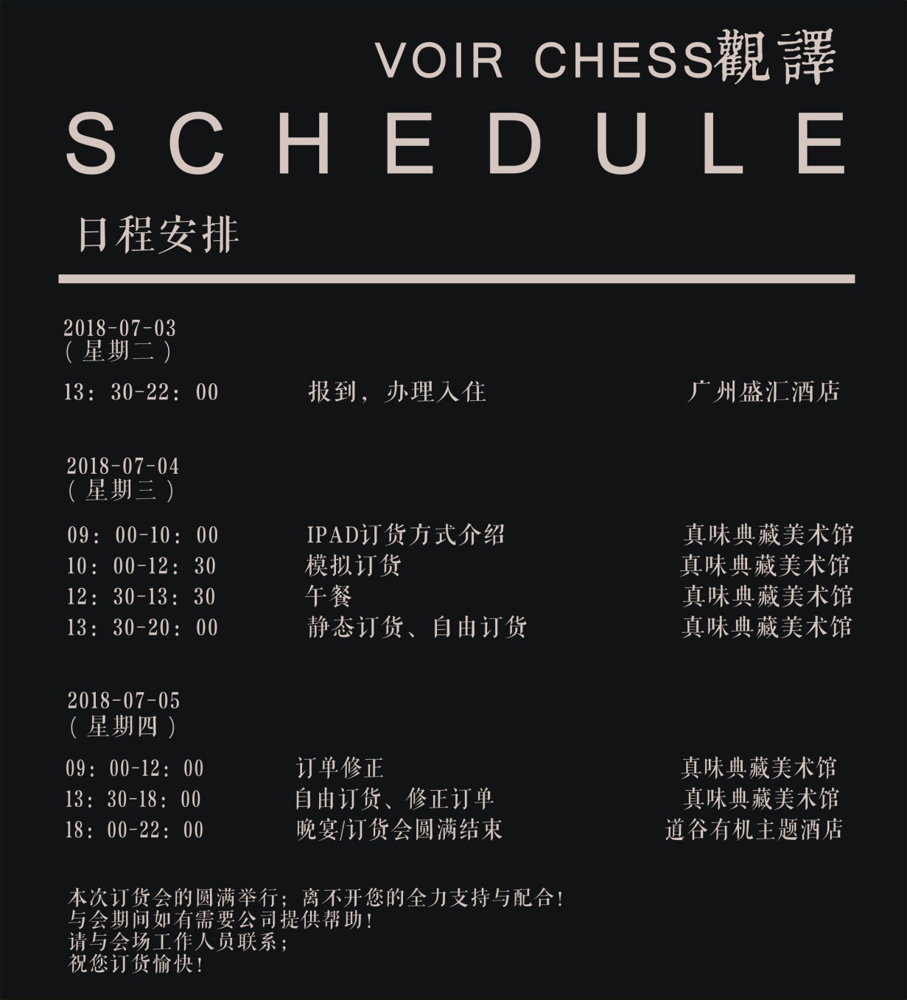 VOIR CHESS觀譯
SCHEDULE
日程安排
2018-07-03
（星期二）
13：30-22：00 报到，办理入住 广州盛汇酒店
2018-07-04
（星期三）
09：00-10：00 IPAD订货方式介绍 真味典藏美术馆
10：00-12：30 模拟订货 真味典藏美术馆
12：30-13：30 午餐 真味典藏美术馆
13：30-20：00 静态订货、自由订货 真味典藏美术馆
2018-07-05
（星期四）
09：00-12：00 订单修正 真味典藏美术馆
13：30-18：00 自由订货、修正订单 真味典藏美术馆
18：00-22：00 晚宴/订货会圆满结束 道谷有机主题酒店
本次订货会的圆满举行；离不开您的全力支持与配合！
与会期间如有需要公司提供帮助！
请与会场工作人员联系；
祝您订货愉快！